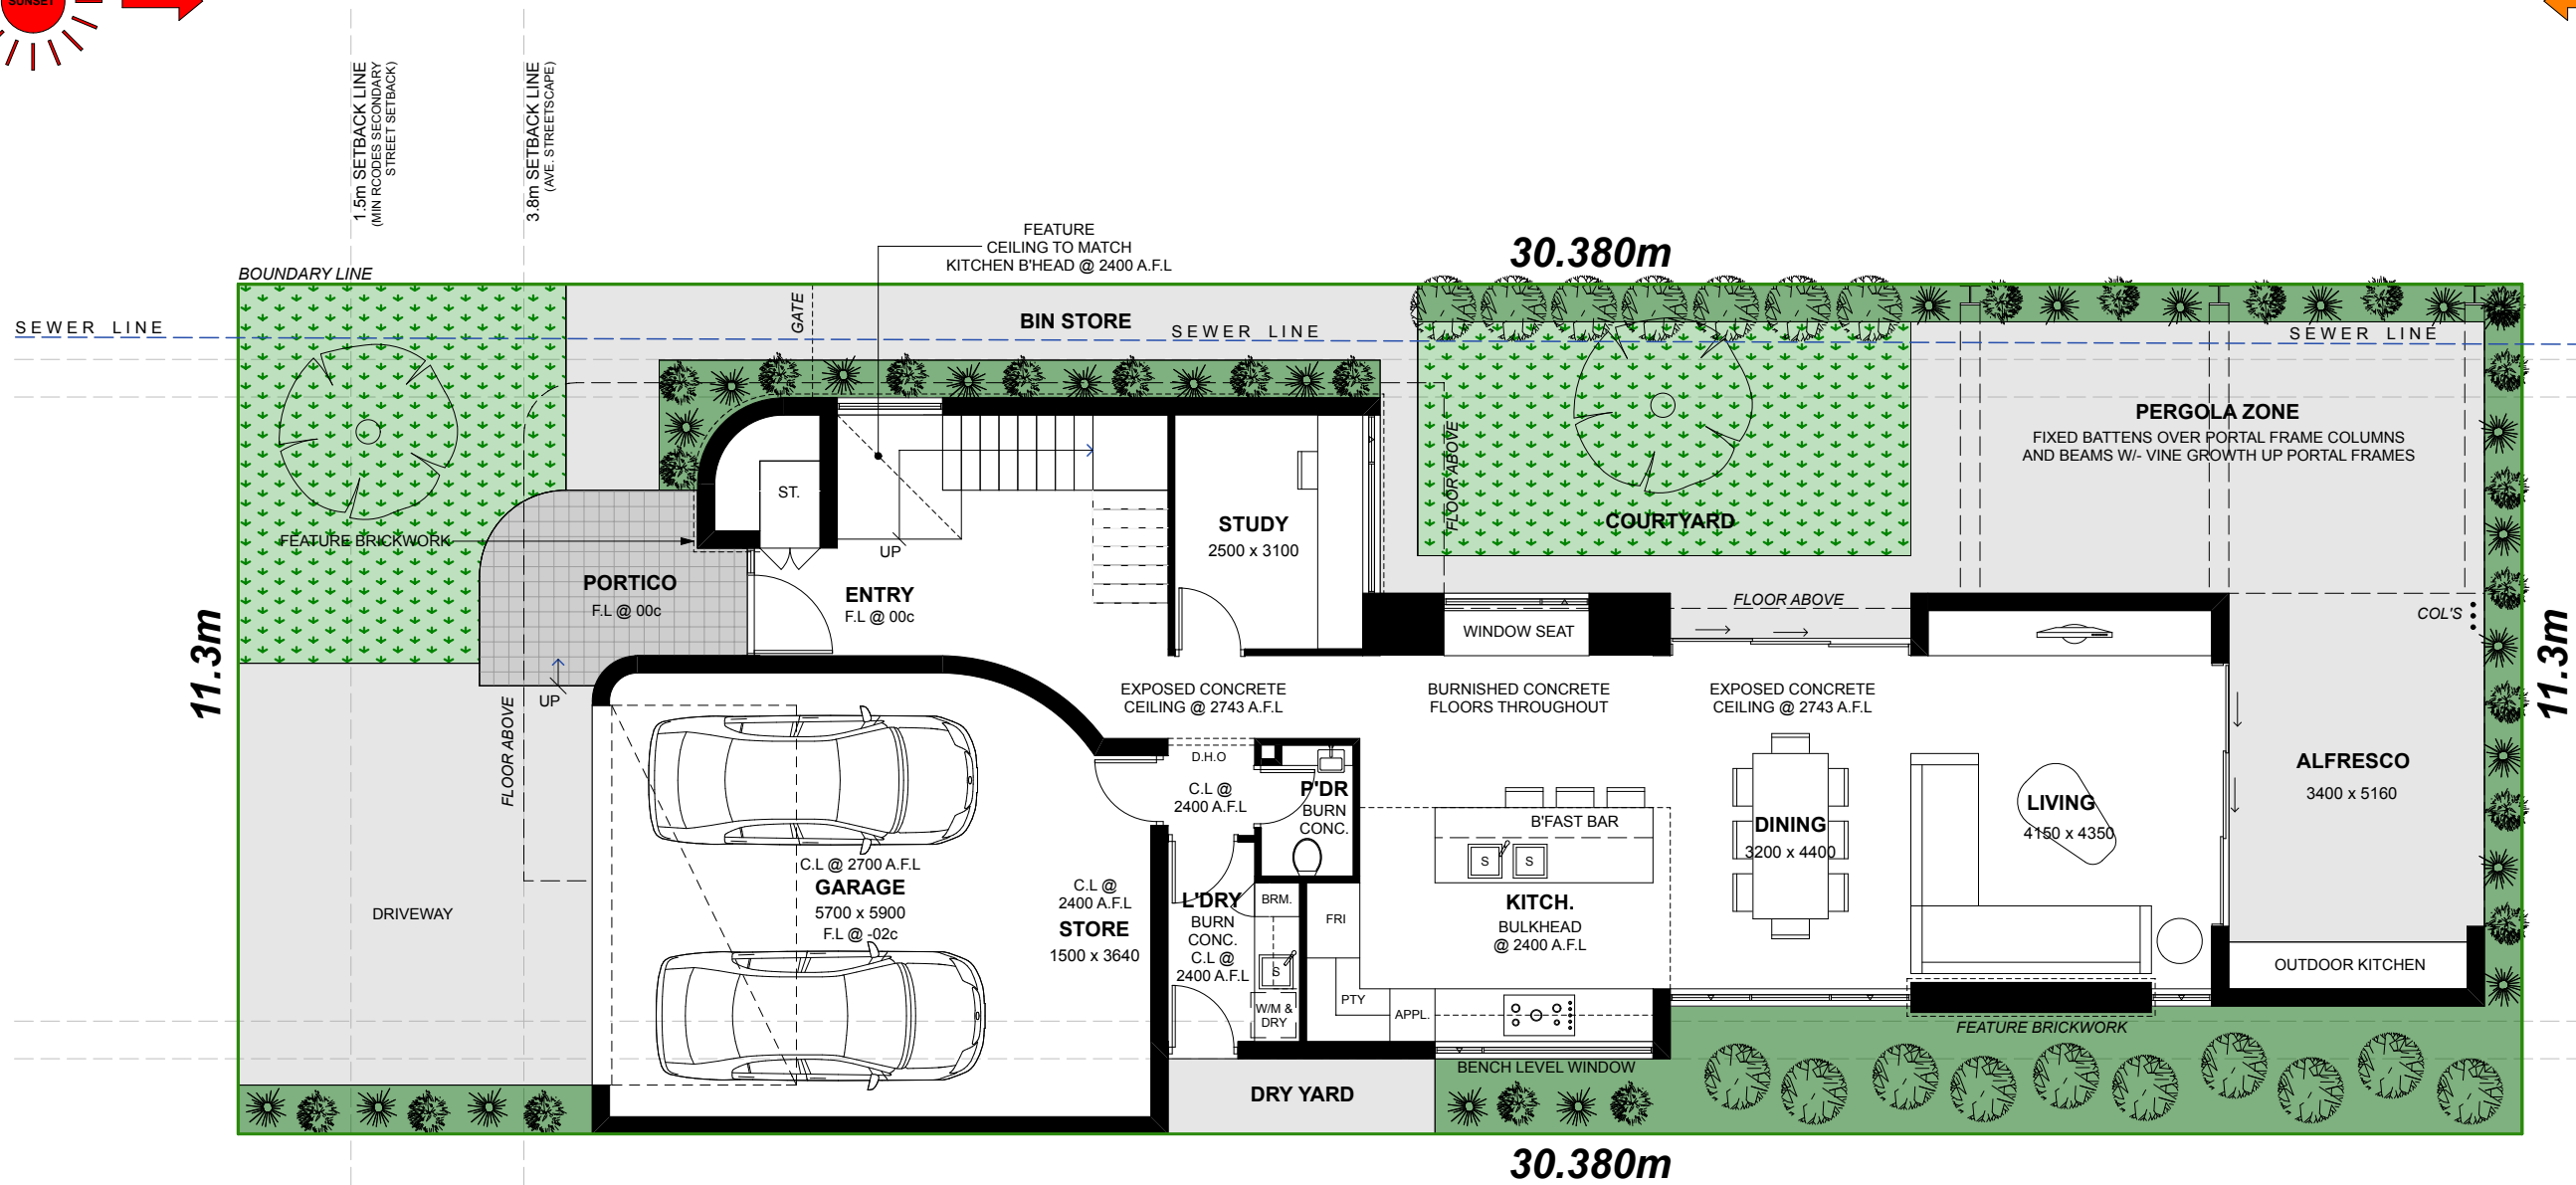 SUNSET
1.5m SETBACK LINE
(MIN RCODES SECONDARY
STREET SETBACK)
3.8m SETBACK LINE
(AVE. STREETSCAPE)
FEATURE
CEILING TO MATCH
KITCHEN B'HEAD @ 2400 A.F.L
30.380m
BOUNDARY LINE
SEWER LINE
GATE
BIN STORE
SEWER LINE
SEWER LINE
PERGOLA ZONE
FIXED BATTENS OVER PORTAL FRAME COLUMNS
AND BEAMS W/- VINE GROWTH UP PORTAL FRAMES
FLOOR ABOVE
ST.
STUDY
2500 x 3100
COURTYARD
FEATURE BRICKWORK
UP
PORTICO
F.L @ 00c
ENTRY
F.L @ 00c
FLOOR ABOVE
WINDOW SEAT
COL'S
11.3m
11.3m
UP
FLOOR ABOVE
EXPOSED CONCRETE
CEILING @ 2743 A.F.L
BURNISHED CONCRETE
FLOORS THROUGHOUT
EXPOSED CONCRETE
CEILING @ 2743 A.F.L
D.H.O
C.L @
2400 A.F.L
P'DR
BURN
CONC.
B'FAST BAR
S
S
DINING
3200 x 4400
LIVING
4150 x 4350
ALFRESCO
3400 x 5160
DRIVEWAY
C.L @ 2700 A.F.L
GARAGE
5700 x 5900
F.L @ -02c
C.L @
2400 A.F.L
STORE
1500 x 3640
L'DRY
BURN
CONC.
C.L @
2400 A.F.L
BRM.
S
W/M &
DRY
FRI
PTY
APPL.
KITCH.
BULKHEAD
@ 2400 A.F.L
OUTDOOR KITCHEN
FEATURE BRICKWORK
BENCH LEVEL WINDOW
DRY YARD
30.380m